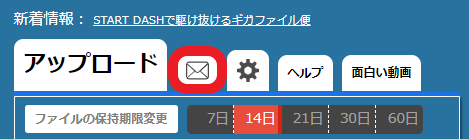 新着情報： START DASHで駆け抜けるギガファイル便
アップロード ヘルプ 面白い動画
ファイルの保持期限変更 7日 14日 21日 30日 60日